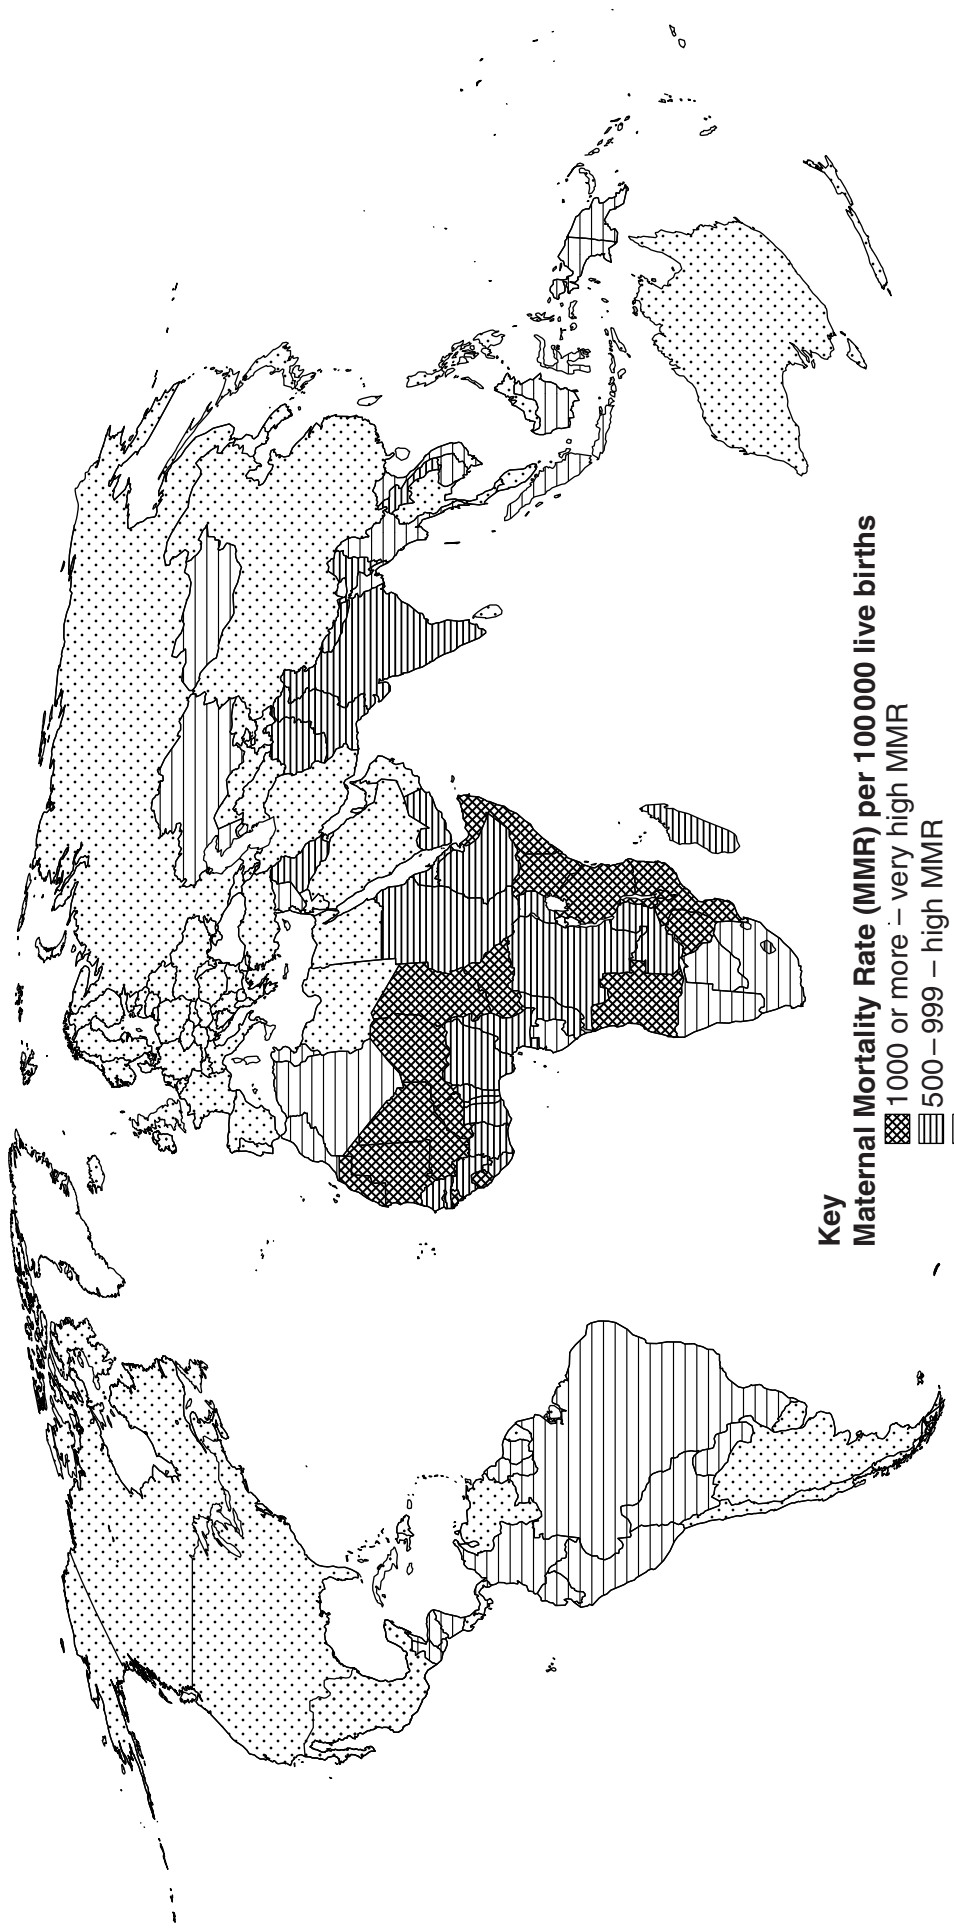 Key
Maternal Mortality Rate (MMR) per 100 000 live births
1000 or more – very high MMR
500 – 999 – high MMR